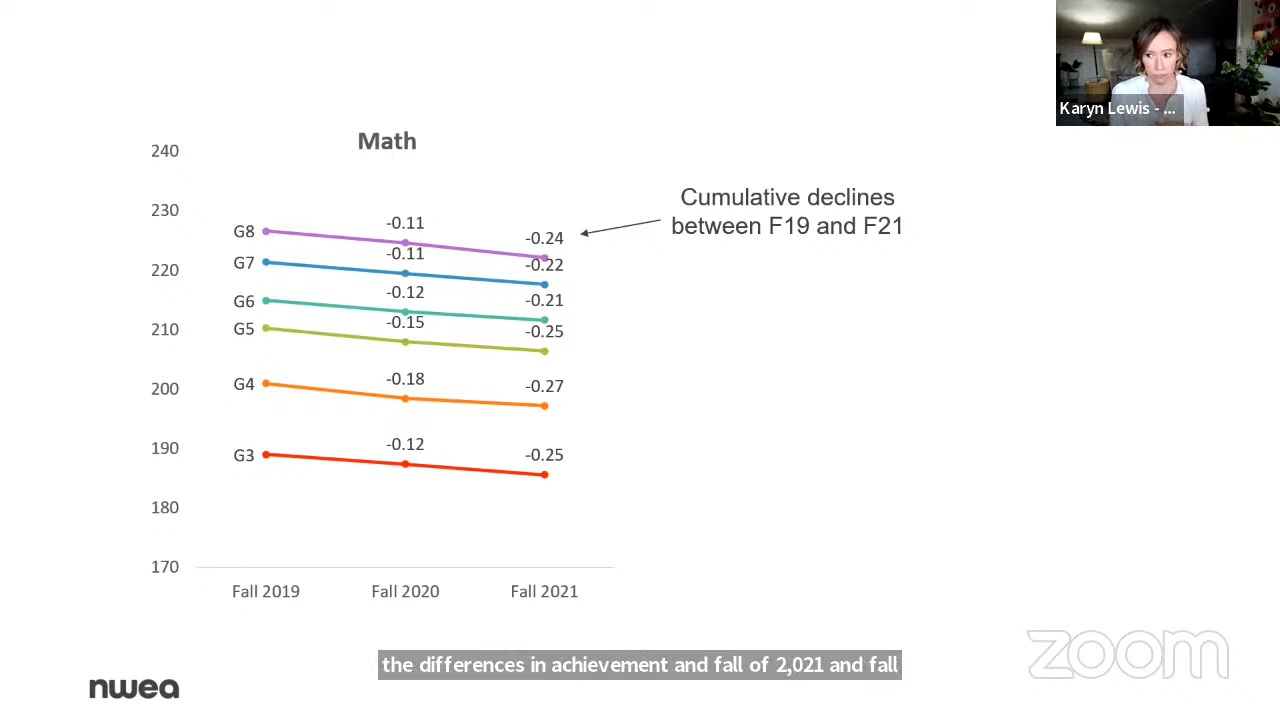 Karyn Lewis - ...
Math
240
230
220
210
200
190
180
170
G8
G7
G6
G5
G4
G3
-0.11
-0.11
-0.12
-0.15
-0.18
-0.12
-0.24
-0.22
-0.21
-0.25
-0.27
-0.25
Cumulative declines
between F19 and F21
Fall 2019
Fall 2020
Fall 2021
the differences in achievement and fall of 2,021 and fall
nwea
zoom